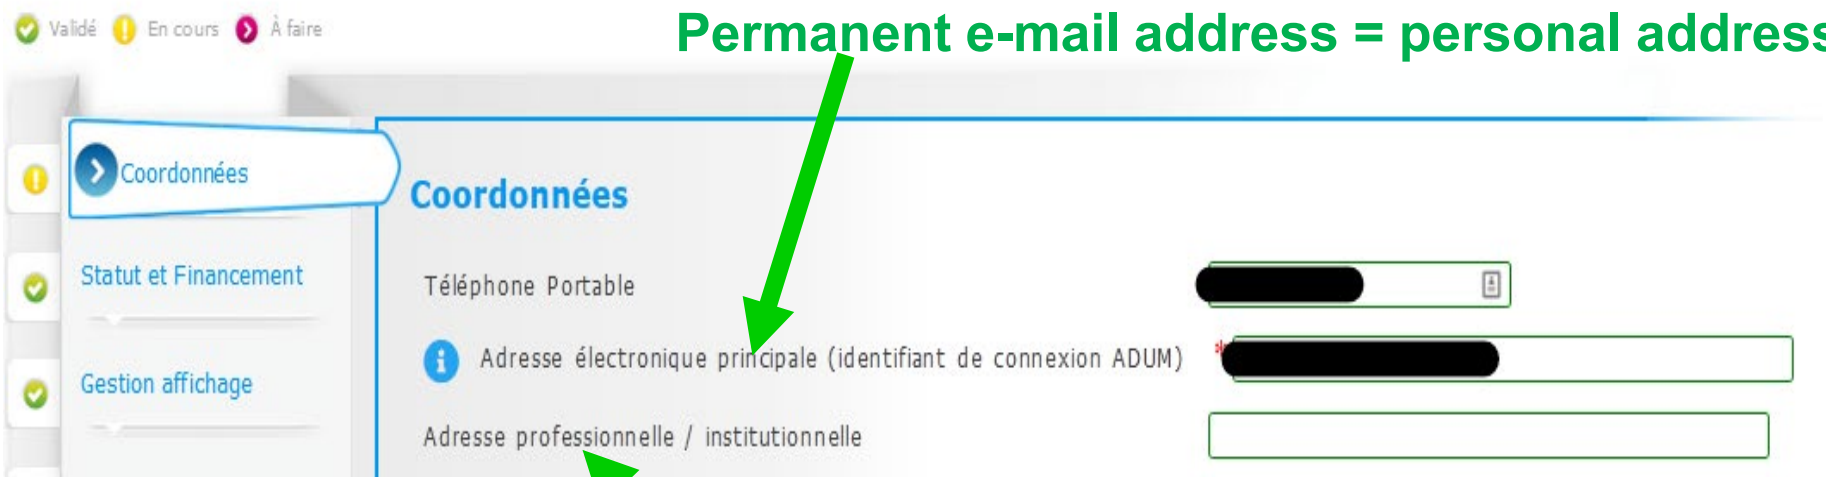 Validé En cours À faire
Permanent e-mail address = personal address
Coordonnées
Statut et Financement
Gestion affichage
Coordonnées
Téléphone Portable
Adresse électronique principale (identifiant de connexion ADUM)
Adresse professionnelle / institutionnelle